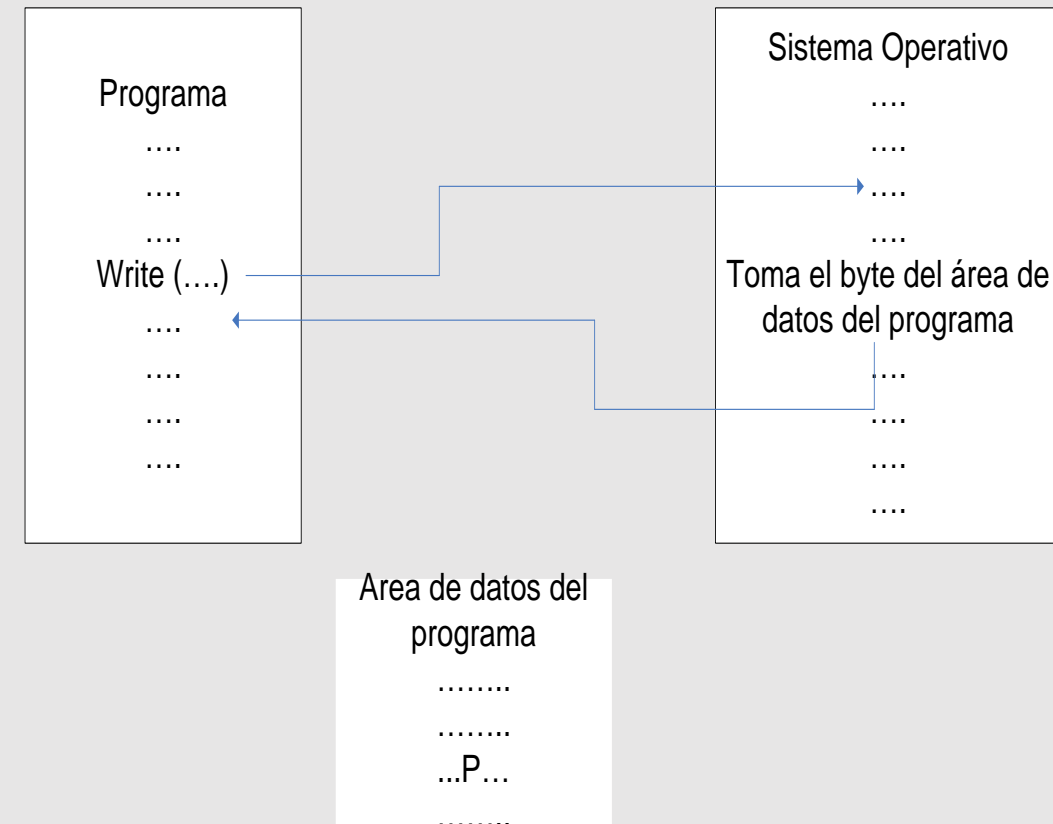 Programa
….
….
….
Write (….)
….
….
….
….
Sistema Operativo
….
….
….
….
Toma el byte del área de
datos del programa
….
….
….
….
Area de datos del
programa
……..
……..
...P…
……..